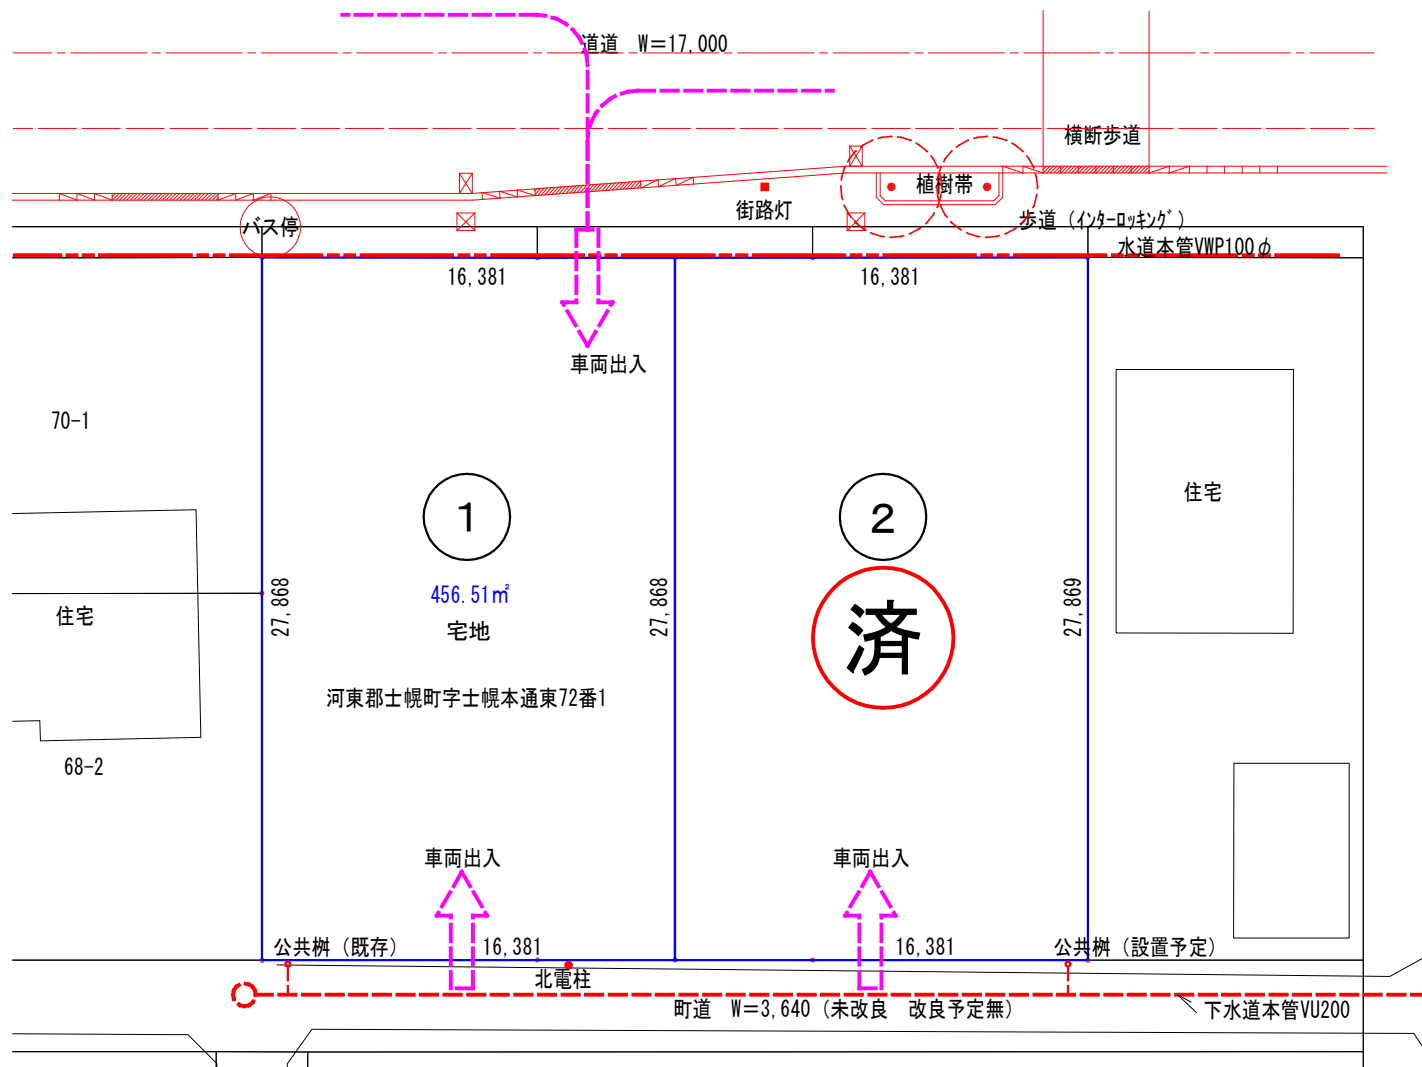 道道　W=17,000
横断歩道
植樹帯
街路灯
歩道（ｲﾝﾀｰﾛｯｷﾝｸﾞ）
バス停
水道本管VWP100φ
16,381
16,381
車両出入
70-1
住宅
1
2
456.51㎡
宅地
27,868
27,868
27,869
住宅
済
河東郡士幌町字士幌本通東72番1
68-2
車両出入
車両出入
公共桝（既存）
16,381
16,381
公共桝（設置予定）
北電柱
町道　W=3,640（未改良　改良予定無）
下水道本管VU200